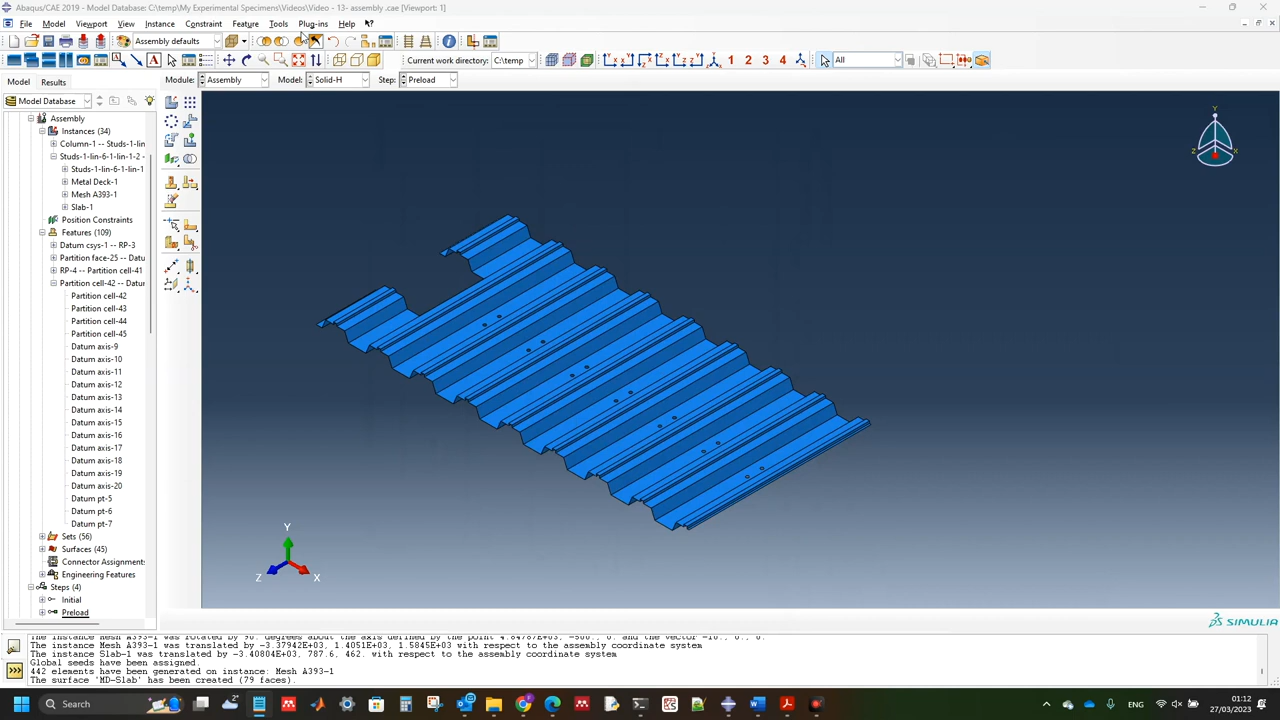 Abaqus/CAE 2019 - Model Database: C:\temp\My Experimental Specimens\Videos\Video - 13- assembly .cae [Viewport: 1]
File Model Viewport View Instance Constraint Feature Tools Plug-ins Help
Assembly defaults
Current work directory: C:\temp
1 2 3 4 All
Model Results
Module: Assembly Model: Solid-H Step: Preload
Model Database
Assembly
Instances (34)
Column-1 -- Studs-1-lin
Studs-1-lin-6-1-lin-1-2 -
Studs-1-lin-6-1-lin-1
Metal Deck-1
Mesh A393-1
Slab-1
Position Constraints
Features (109)
Datum csys-1 -- RP-3
Partition face-25 -- Datu
RP-4 -- Partition cell-41
Partition cell-42 -- Datur
Partition cell-42
Partition cell-43
Partition cell-44
Partition cell-45
Datum axis-9
Datum axis-10
Datum axis-11
Datum axis-12
Datum axis-13
Datum axis-14
Datum axis-15
Datum axis-16
Datum axis-17
Datum axis-18
Datum axis-19
Datum axis-20
Datum pt-5
Datum pt-6
Datum pt-7
Sets (56)
Surfaces (45)
Connector Assignments
Engineering Features
Steps (4)
Initial
Preload
Y
Z X
Y
Z X
SIMULIA
The instance Mesh A393-1 was translated by -3.37942E+03, 1.4051E+03, 1.5845E+03 with respect to the assembly coordinate system
The instance Slab-1 was translated by -3.40804E+03, 787.6, 462. with respect to the assembly coordinate system
Global seeds have been assigned.
442 elements have been generated on instance: Mesh A393-1
The surface 'MD-Slab' has been created (79 faces).
Search
ENG
01:12
27/03/2023